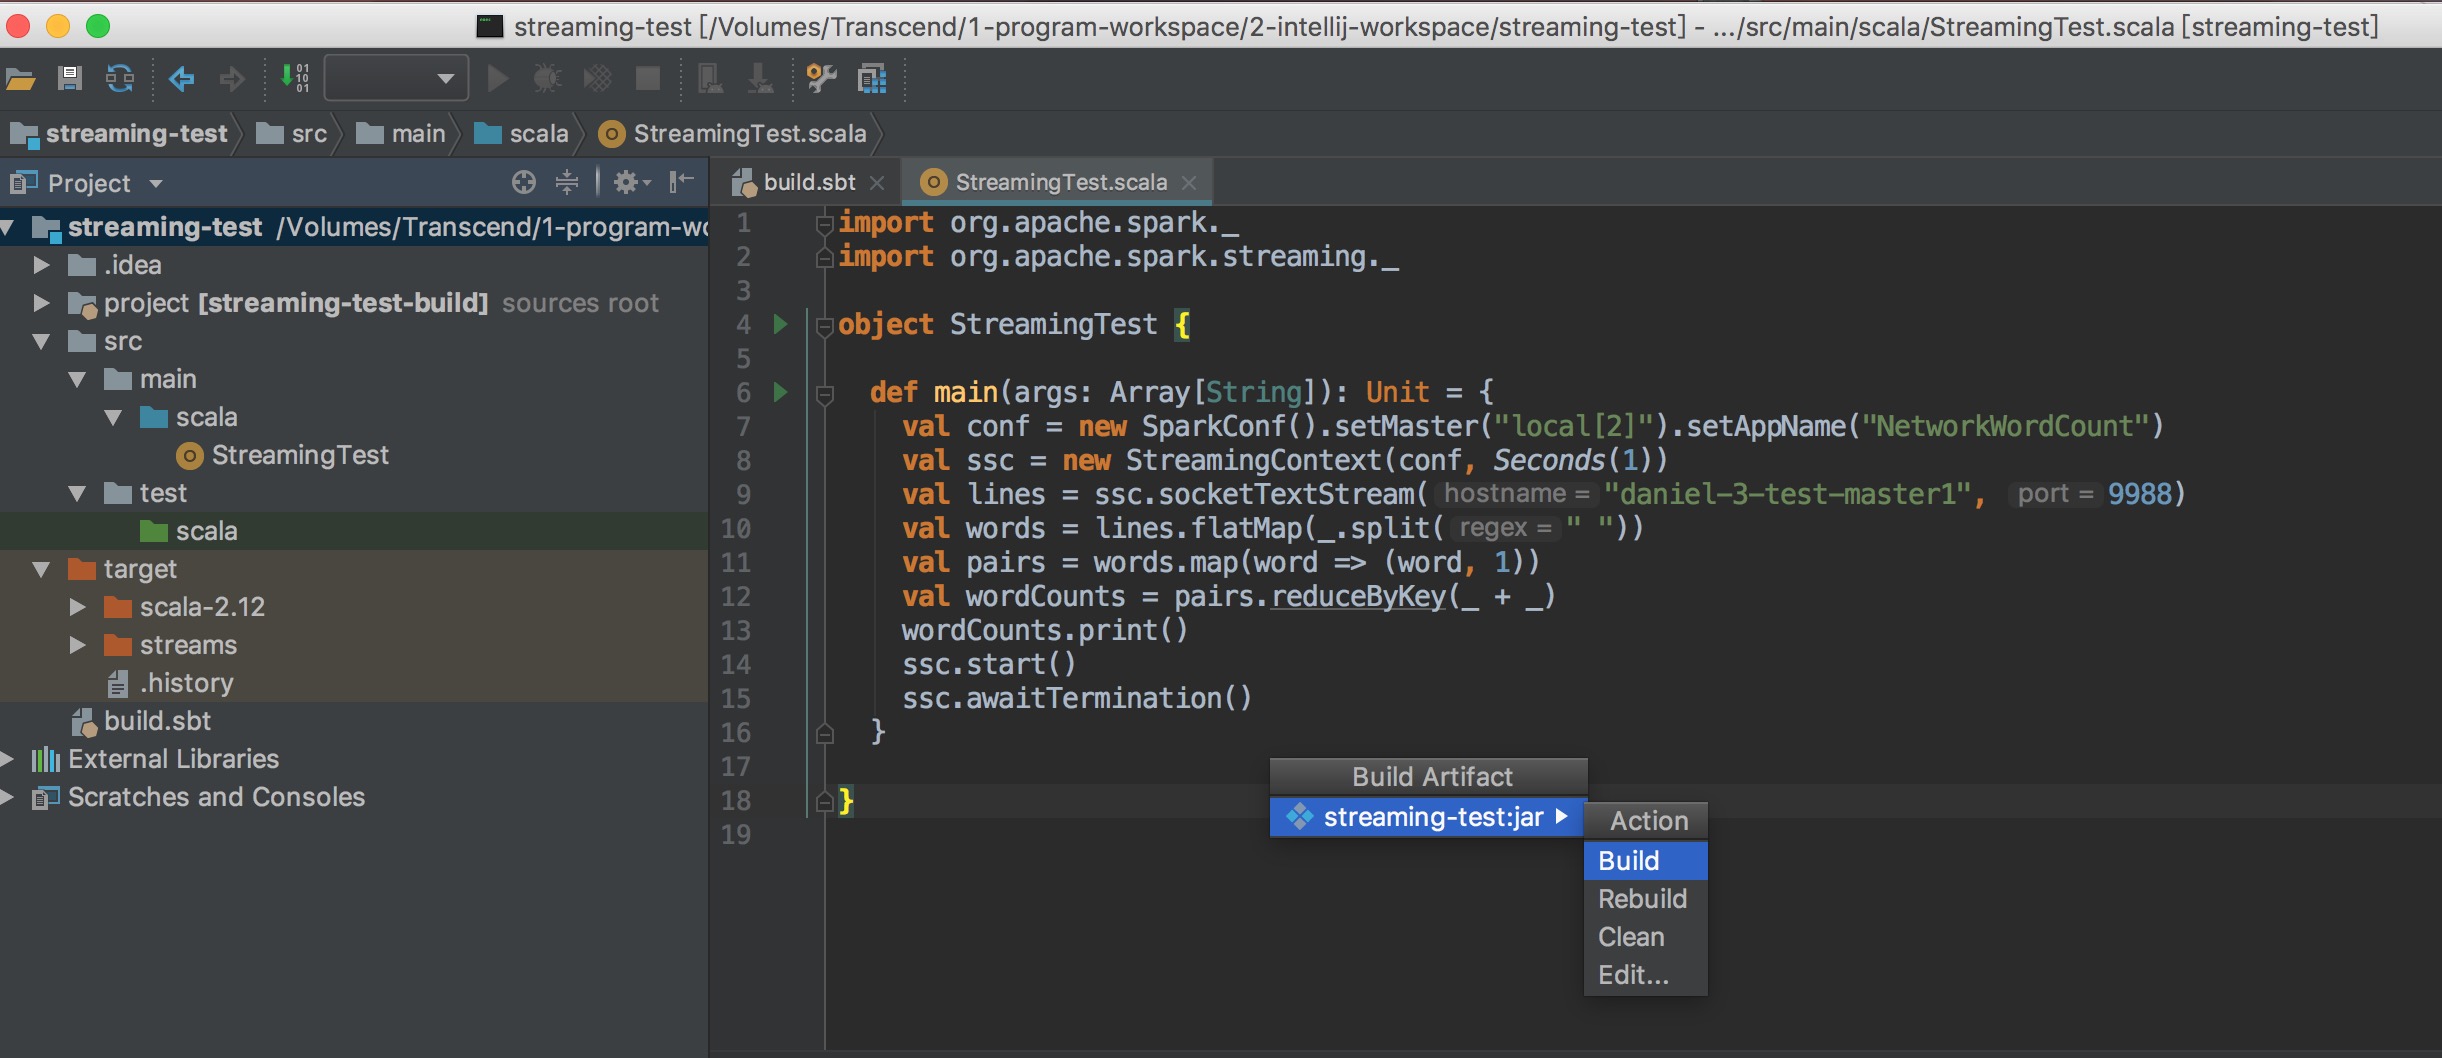 streaming-test [/Volumes/Transcend/1-program-workspace/2-intellij-workspace/streaming-test] - .../src/main/scala/StreamingTest.scala [streaming-test]
01
10
01
streaming-test src main scala StreamingTest.scala
Project
build.sbt StreamingTest.scala
streaming-test /Volumes/Transcend/1-program-wo
.idea
project [streaming-test-build] sources root
src
main
scala
StreamingTest
test
scala
target
scala-2.12
streams
.history
build.sbt
External Libraries
Scratches and Consoles
1 import org.apache.spark._
2 import org.apache.spark.streaming._
3
4 object StreamingTest {
5
6 def main(args: Array[String]): Unit = {
7 val conf = new SparkConf().setMaster("local[2]").setAppName("NetworkWordCount")
8 val ssc = new StreamingContext(conf, Seconds(1))
9 val lines = ssc.socketTextStream( hostname = "daniel-3-test-master1", port = 9988)
10 val words = lines.flatMap(_.split( regex = " "))
11 val pairs = words.map(word => (word, 1))
12 val wordCounts = pairs.reduceByKey(_ + _)
13 wordCounts.print()
14 ssc.start()
15 ssc.awaitTermination()
16 }
17
18 }
19
Build Artifact
streaming-test:jar
Action
Build
Rebuild
Clean
Edit...